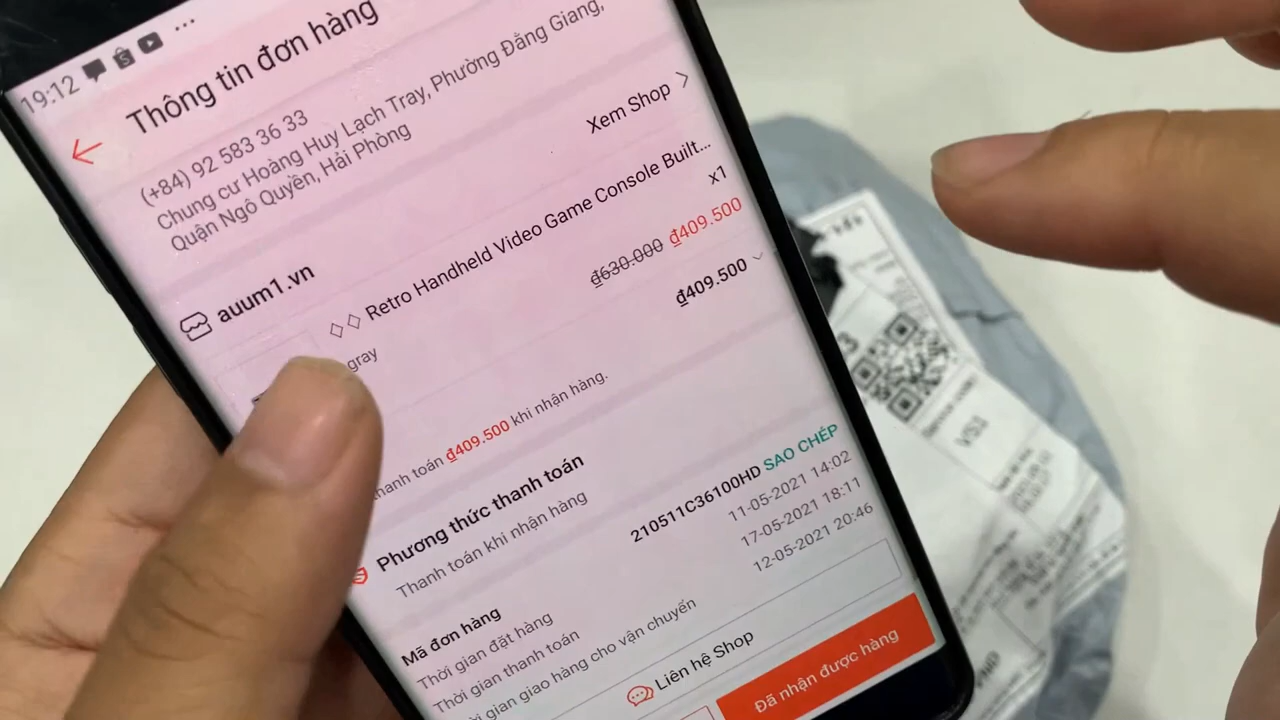 19:12
Thông tin đơn hàng
(+84) 92 583 36 33
Chung cư Hoàng Huy Lạch Tray, Phường Đằng Giang,
Quận Ngô Quyền, Hải Phòng
auum1.vn
Xem Shop
Retro Handheld Video Game Console Built...
gray
x1
₫630.000 ₫409.500
₫409.500
₫409.500 khi nhận hàng.
Phương thức thanh toán
Thanh toán khi nhận hàng
Mã đơn hàng 210511C36100HD SAO CHÉP
Thời gian đặt hàng 11-05-2021 14:02
Thời gian thanh toán 17-05-2021 18:11
gian giao hàng cho vận chuyển 12-05-2021 20:46
Liên hệ Shop
Đã nhận được hàng